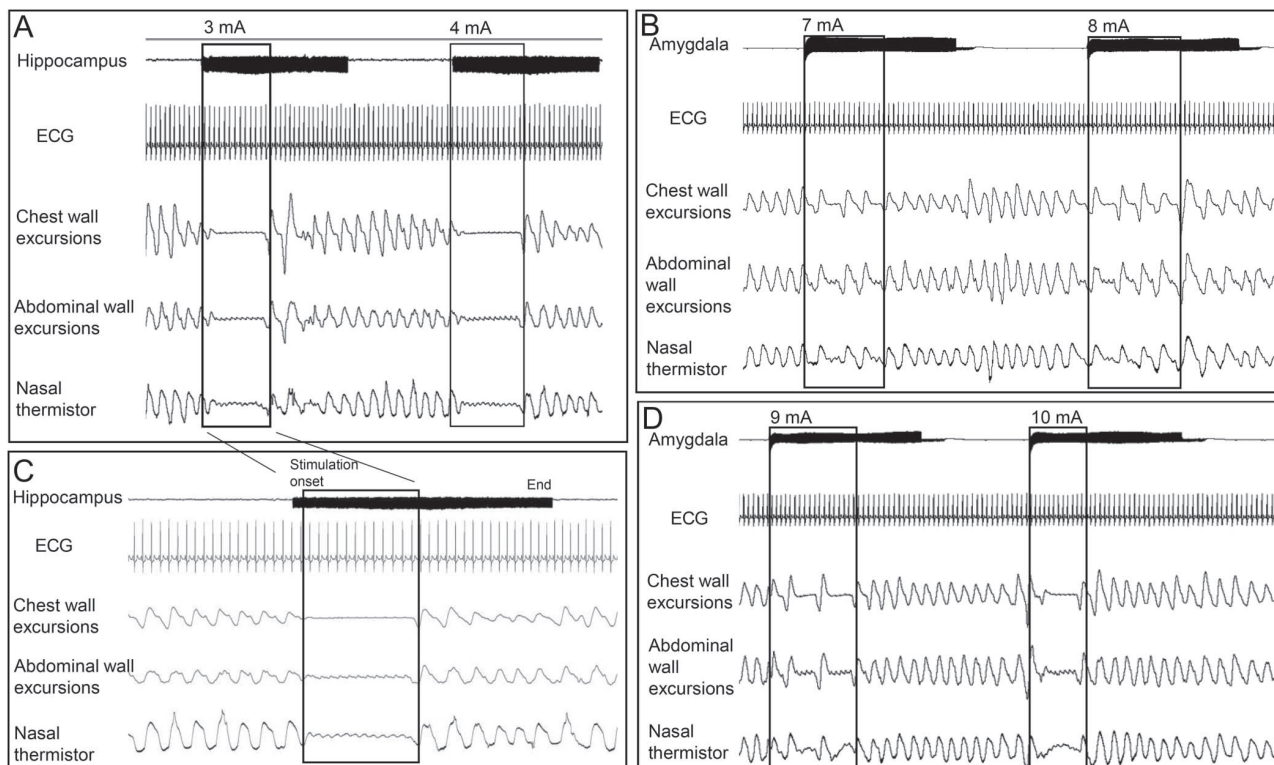 A
3 mA
4 mA
Hippocampus
ECG
Chest wall
excursions
Abdominal wall
excursions
Nasal
thermistor
B
7 mA
8 mA
Amygdala
ECG
Chest wall
excursions
Abdominal
wall
excursions
Nasal
thermistor
C
Stimulation
onset
End
Hippocampus
ECG
Chest wall
excursions
Abdominal wall
excursions
Nasal
thermistor
D
9 mA
10 mA
Amygdala
ECG
Chest wall
excursions
Abdominal
wall
excursions
Nasal
thermistor